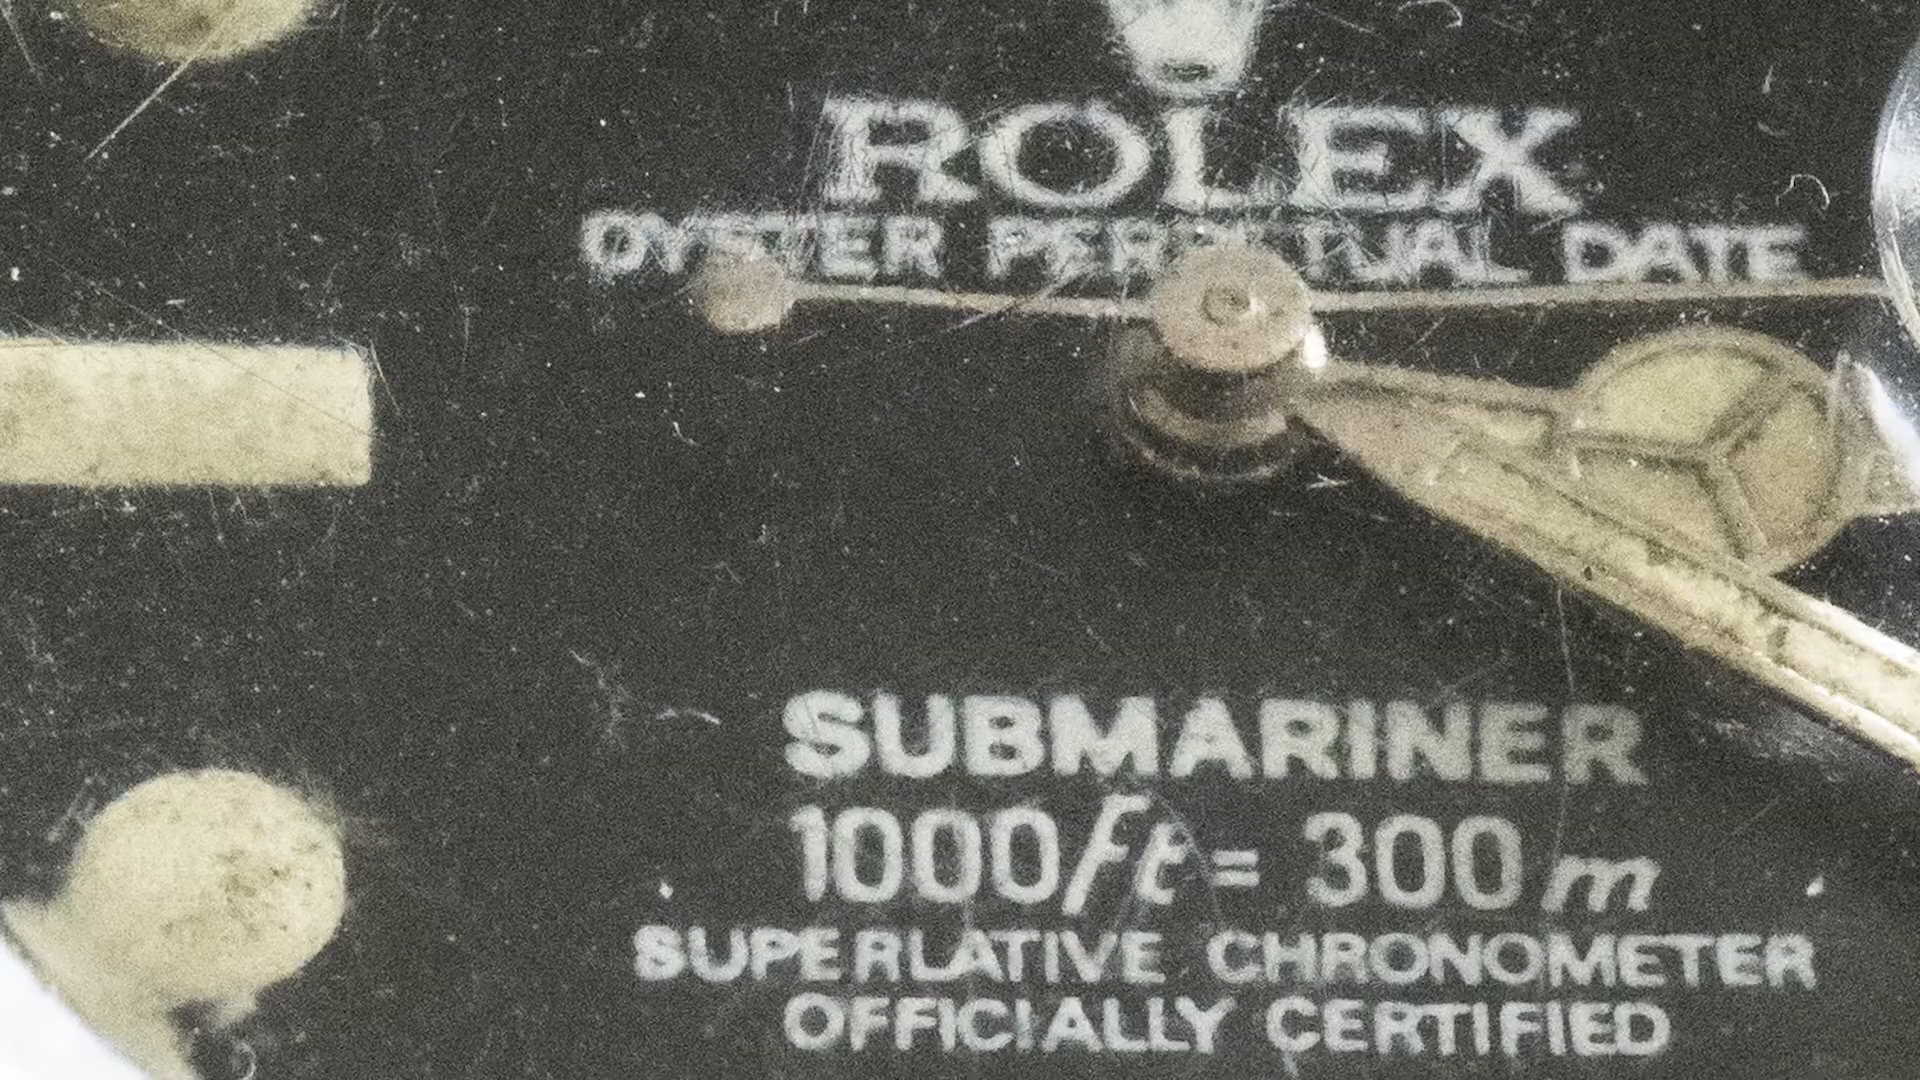 ROLEX
OYSTER PERPETUAL DATE
SUBMARINER
1000ft = 300m
SUPERLATIVE CHRONOMETER
OFFICIALLY CERTIFIED